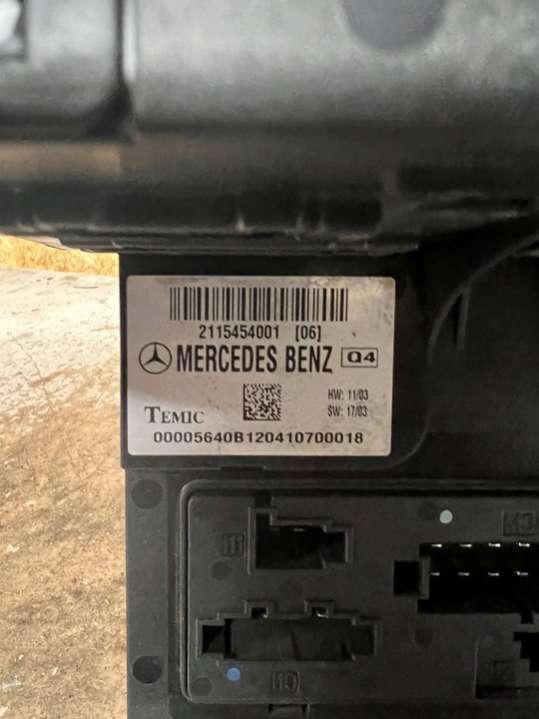 2115454001 [06]
MERCEDES BENZ Q4
HW: 11/03
TEMIC SW: 17/03
00005640B120410700018